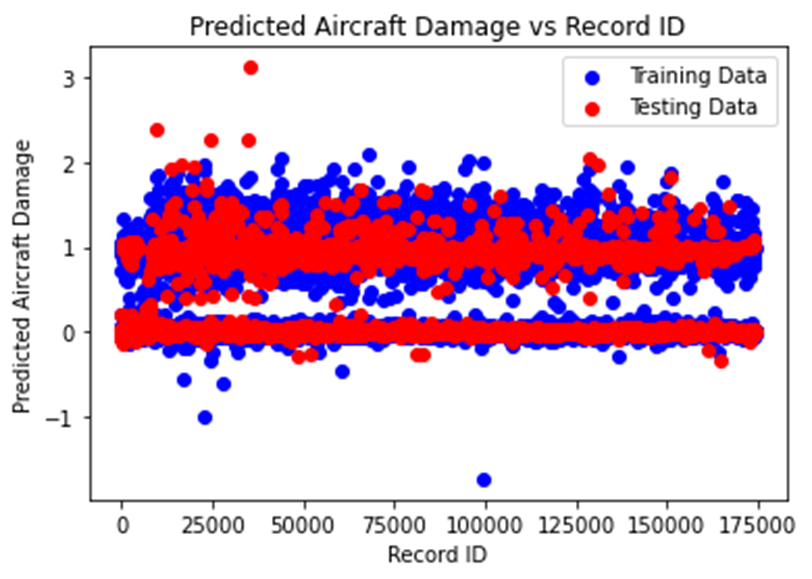 Predicted Aircraft Damage vs Record ID
Training Data
Testing Data
Predicted Aircraft Damage
3
2
1
0
−1
0 25000 50000 75000 100000 125000 150000 175000
Record ID